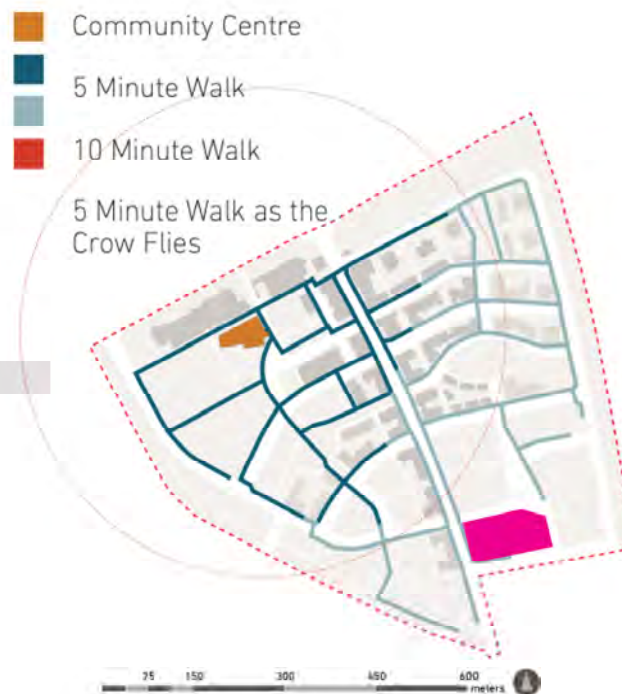 Community Centre
5 Minute Walk
10 Minute Walk
5 Minute Walk as the
Crow Flies
75 150 300 450 600
meters